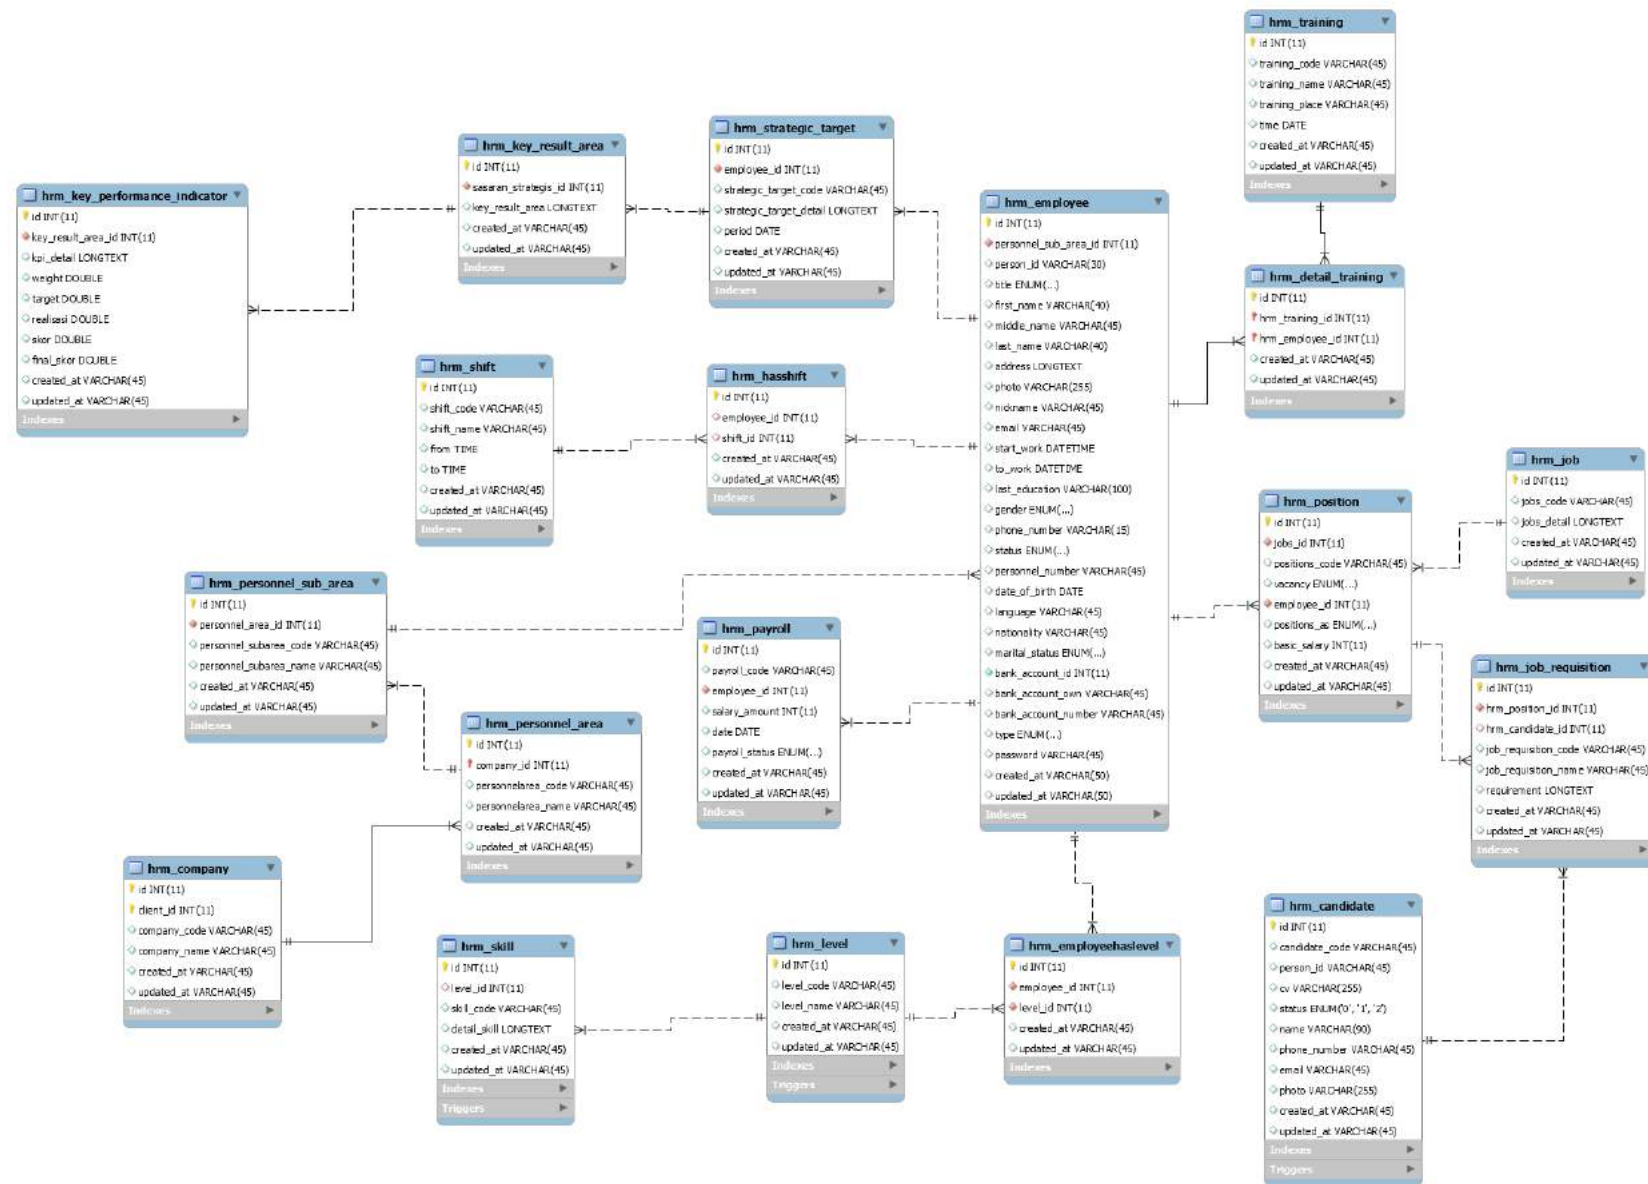 hrm_training
id INT(11)
training_code VARCHAR(45)
training_name VARCHAR(45)
training_place VARCHAR(45)
time DATE
created_at VARCHAR(45)
updated_at VARCHAR(45)
Indexes
hrm_strategic_target
id INT(11)
employee_id INT(11)
strategic_target_code VARCHAR(45)
strategic_target_detail LONGTEXT
period DATE
created_at VARCHAR(45)
updated_at VARCHAR(45)
Indexes
hrm_key_result_area
id INT(11)
sasaran_strategis_id INT(11)
key_result_area LONGTEXT
created_at VARCHAR(45)
updated_at VARCHAR(45)
Indexes
hrm_key_performance_indicator
id INT(11)
key_result_area_id INT(11)
kpi_detail LONGTEXT
weight DOUBLE
target DOUBLE
realisasi DOUBLE
skor DOUBLE
final_skor DOUBLE
created_at VARCHAR(45)
updated_at VARCHAR(45)
Indexes
hrm_employee
id INT(11)
personnel_sub_area_id INT(11)
person_id VARCHAR(30)
title ENUM(...)
first_name VARCHAR(40)
middle_name VARCHAR(45)
last_name VARCHAR(40)
address LONGTEXT
photo VARCHAR(255)
nickname VARCHAR(45)
email VARCHAR(45)
start_work DATETIME
to_work DATETIME
last_education VARCHAR(100)
gender ENUM(...)
phone_number VARCHAR(15)
status ENUM(...)
personnel_number VARCHAR(45)
date_of_birth DATE
language VARCHAR(45)
nationality VARCHAR(45)
marital_status ENUM(...)
bank_account_id INT(11)
bank_account_own VARCHAR(45)
bank_account_number VARCHAR(45)
type ENUM(...)
password VARCHAR(45)
created_at VARCHAR(50)
updated_at VARCHAR(50)
Indexes
hrm_detail_training
id INT(11)
hrm_training_id INT(11)
hrm_employee_id INT(11)
created_at VARCHAR(45)
updated_at VARCHAR(45)
Indexes
hrm_shift
id INT(11)
shift_code VARCHAR(45)
shift_name VARCHAR(45)
from TIME
to TIME
created_at VARCHAR(45)
updated_at VARCHAR(45)
Indexes
hrm_hasshift
id INT(11)
employee_id INT(11)
shift_id INT(11)
created_at VARCHAR(45)
updated_at VARCHAR(45)
Indexes
hrm_job
id INT(11)
jobs_code VARCHAR(45)
jobs_detail LONGTEXT
created_at VARCHAR(45)
updated_at VARCHAR(45)
Indexes
hrm_position
id INT(11)
jobs_id INT(11)
positions_code VARCHAR(45)
vacancy ENUM(...)
employee_id INT(11)
positions_as ENUM(...)
basic_salary INT(11)
created_at VARCHAR(45)
updated_at VARCHAR(45)
Indexes
hrm_personnel_sub_area
id INT(11)
personnel_area_id INT(11)
personnel_subarea_code VARCHAR(45)
personnel_subarea_name VARCHAR(45)
created_at VARCHAR(45)
updated_at VARCHAR(45)
Indexes
hrm_payroll
id INT(11)
payroll_code VARCHAR(45)
employee_id INT(11)
salary_amount INT(11)
date DATE
payroll_status ENUM(...)
created_at VARCHAR(45)
updated_at VARCHAR(45)
Indexes
hrm_job_requisition
id INT(11)
hrm_position_id INT(11)
hrm_candidate_id INT(11)
job_requisition_code VARCHAR(45)
job_requisition_name VARCHAR(45)
requirement LONGTEXT
created_at VARCHAR(45)
updated_at VARCHAR(45)
Indexes
hrm_personnel_area
id INT(11)
company_id INT(11)
personnelarea_code VARCHAR(45)
personnelarea_name VARCHAR(45)
created_at VARCHAR(45)
updated_at VARCHAR(45)
Indexes
hrm_company
id INT(11)
client_id INT(11)
company_code VARCHAR(45)
company_name VARCHAR(45)
created_at VARCHAR(45)
updated_at VARCHAR(45)
Indexes
hrm_skill
id INT(11)
level_id INT(11)
skill_code VARCHAR(45)
detail_skill LONGTEXT
created_at VARCHAR(45)
updated_at VARCHAR(45)
Indexes
Triggers
hrm_level
id INT(11)
level_code VARCHAR(45)
level_name VARCHAR(45)
created_at VARCHAR(45)
updated_at VARCHAR(45)
Indexes
Triggers
hrm_employeehaslevel
id INT(11)
employee_id INT(11)
level_id INT(11)
created_at VARCHAR(45)
updated_at VARCHAR(45)
Indexes
hrm_candidate
id INT(11)
candidate_code VARCHAR(45)
person_id VARCHAR(45)
cv VARCHAR(255)
status ENUM('0', '1', '2')
name VARCHAR(90)
phone_number VARCHAR(45)
email VARCHAR(45)
photo VARCHAR(255)
created_at VARCHAR(45)
updated_at VARCHAR(45)
Indexes
Triggers